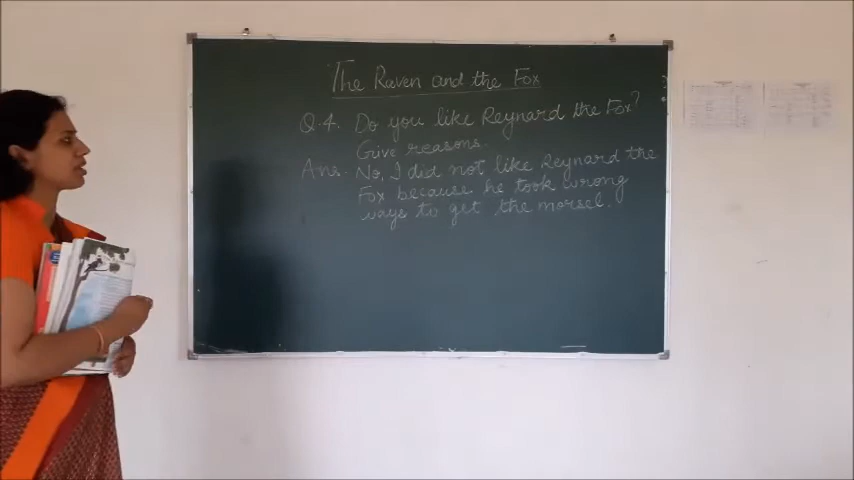 The Raven and the Fox
Q.4. Do you like Reynard the Fox?
Give reasons.
Ans. No, I did not like Reynard the
Fox because he took wrong
ways to get the morsel.